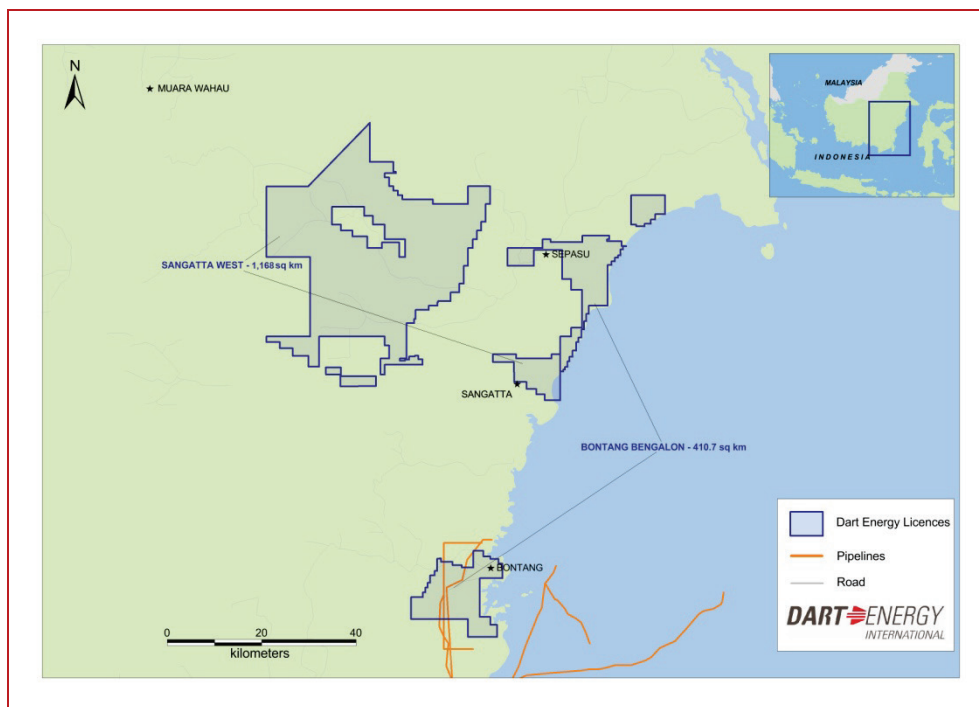 N
MUARA WAHAU
MALAYSIA
INDONESIA
SEPASU
SANGATTA WEST - 1,168 sq km
SANGATTA
BONTANG BENGALON - 410.7 sq km
BONTANG
Dart Energy Licences
Pipelines
Road
DART ENERGY
INTERNATIONAL
0 20 40
kilometers